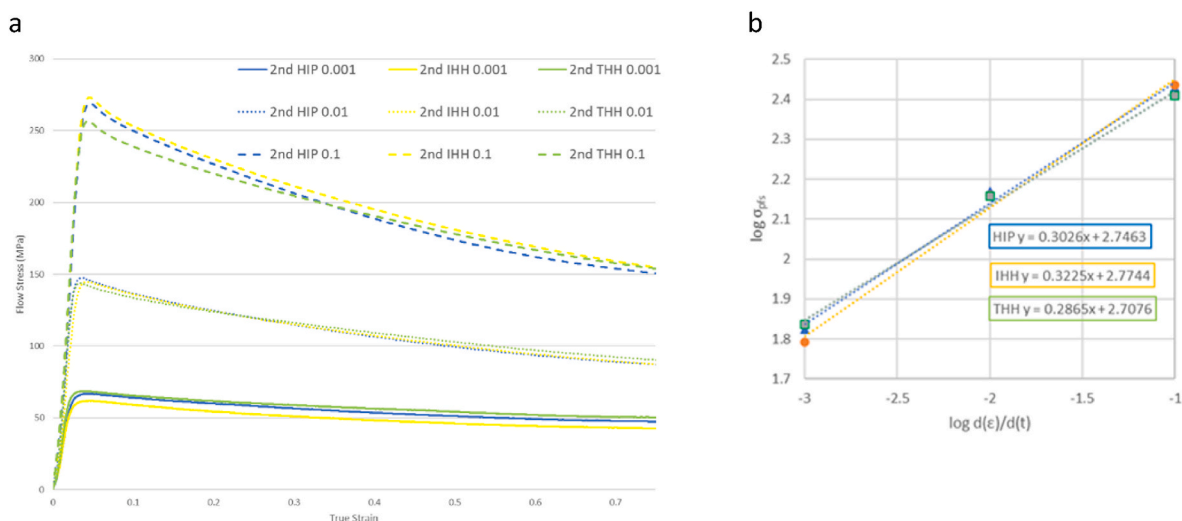 a
b
300
250
200
150
100
50
0
Flow Stress (MPa)
2nd HIP 0.001 2nd IHH 0.001 2nd THH 0.001
2nd HIP 0.01 2nd IHH 0.01 2nd THH 0.01
2nd HIP 0.1 2nd IHH 0.1 2nd THH 0.1
0 0.1 0.2 0.3 0.4 0.5 0.6 0.7
True Strain
2.5
2.4
2.3
2.2
2.1
2
1.9
1.8
1.7
log σpfs
HIP y = 0.3026x + 2.7463
IHH y = 0.3225x + 2.7744
THH y = 0.2865x + 2.7076
-3 -2.5 -2 -1.5 -1
log d(ε)/d(t)